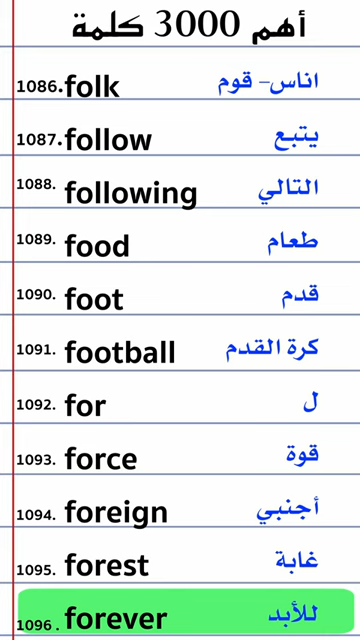 أهم 3000 كلمة
1086.folk اناس- قوم
1087.follow يتبع
1088. following التالي
1089. food طعام
1090. foot قدم
1091. football كرة القدم
1092. for ل
1093. force قوة
1094. foreign أجنبي
1095. forest غابة
1096. forever للأبد